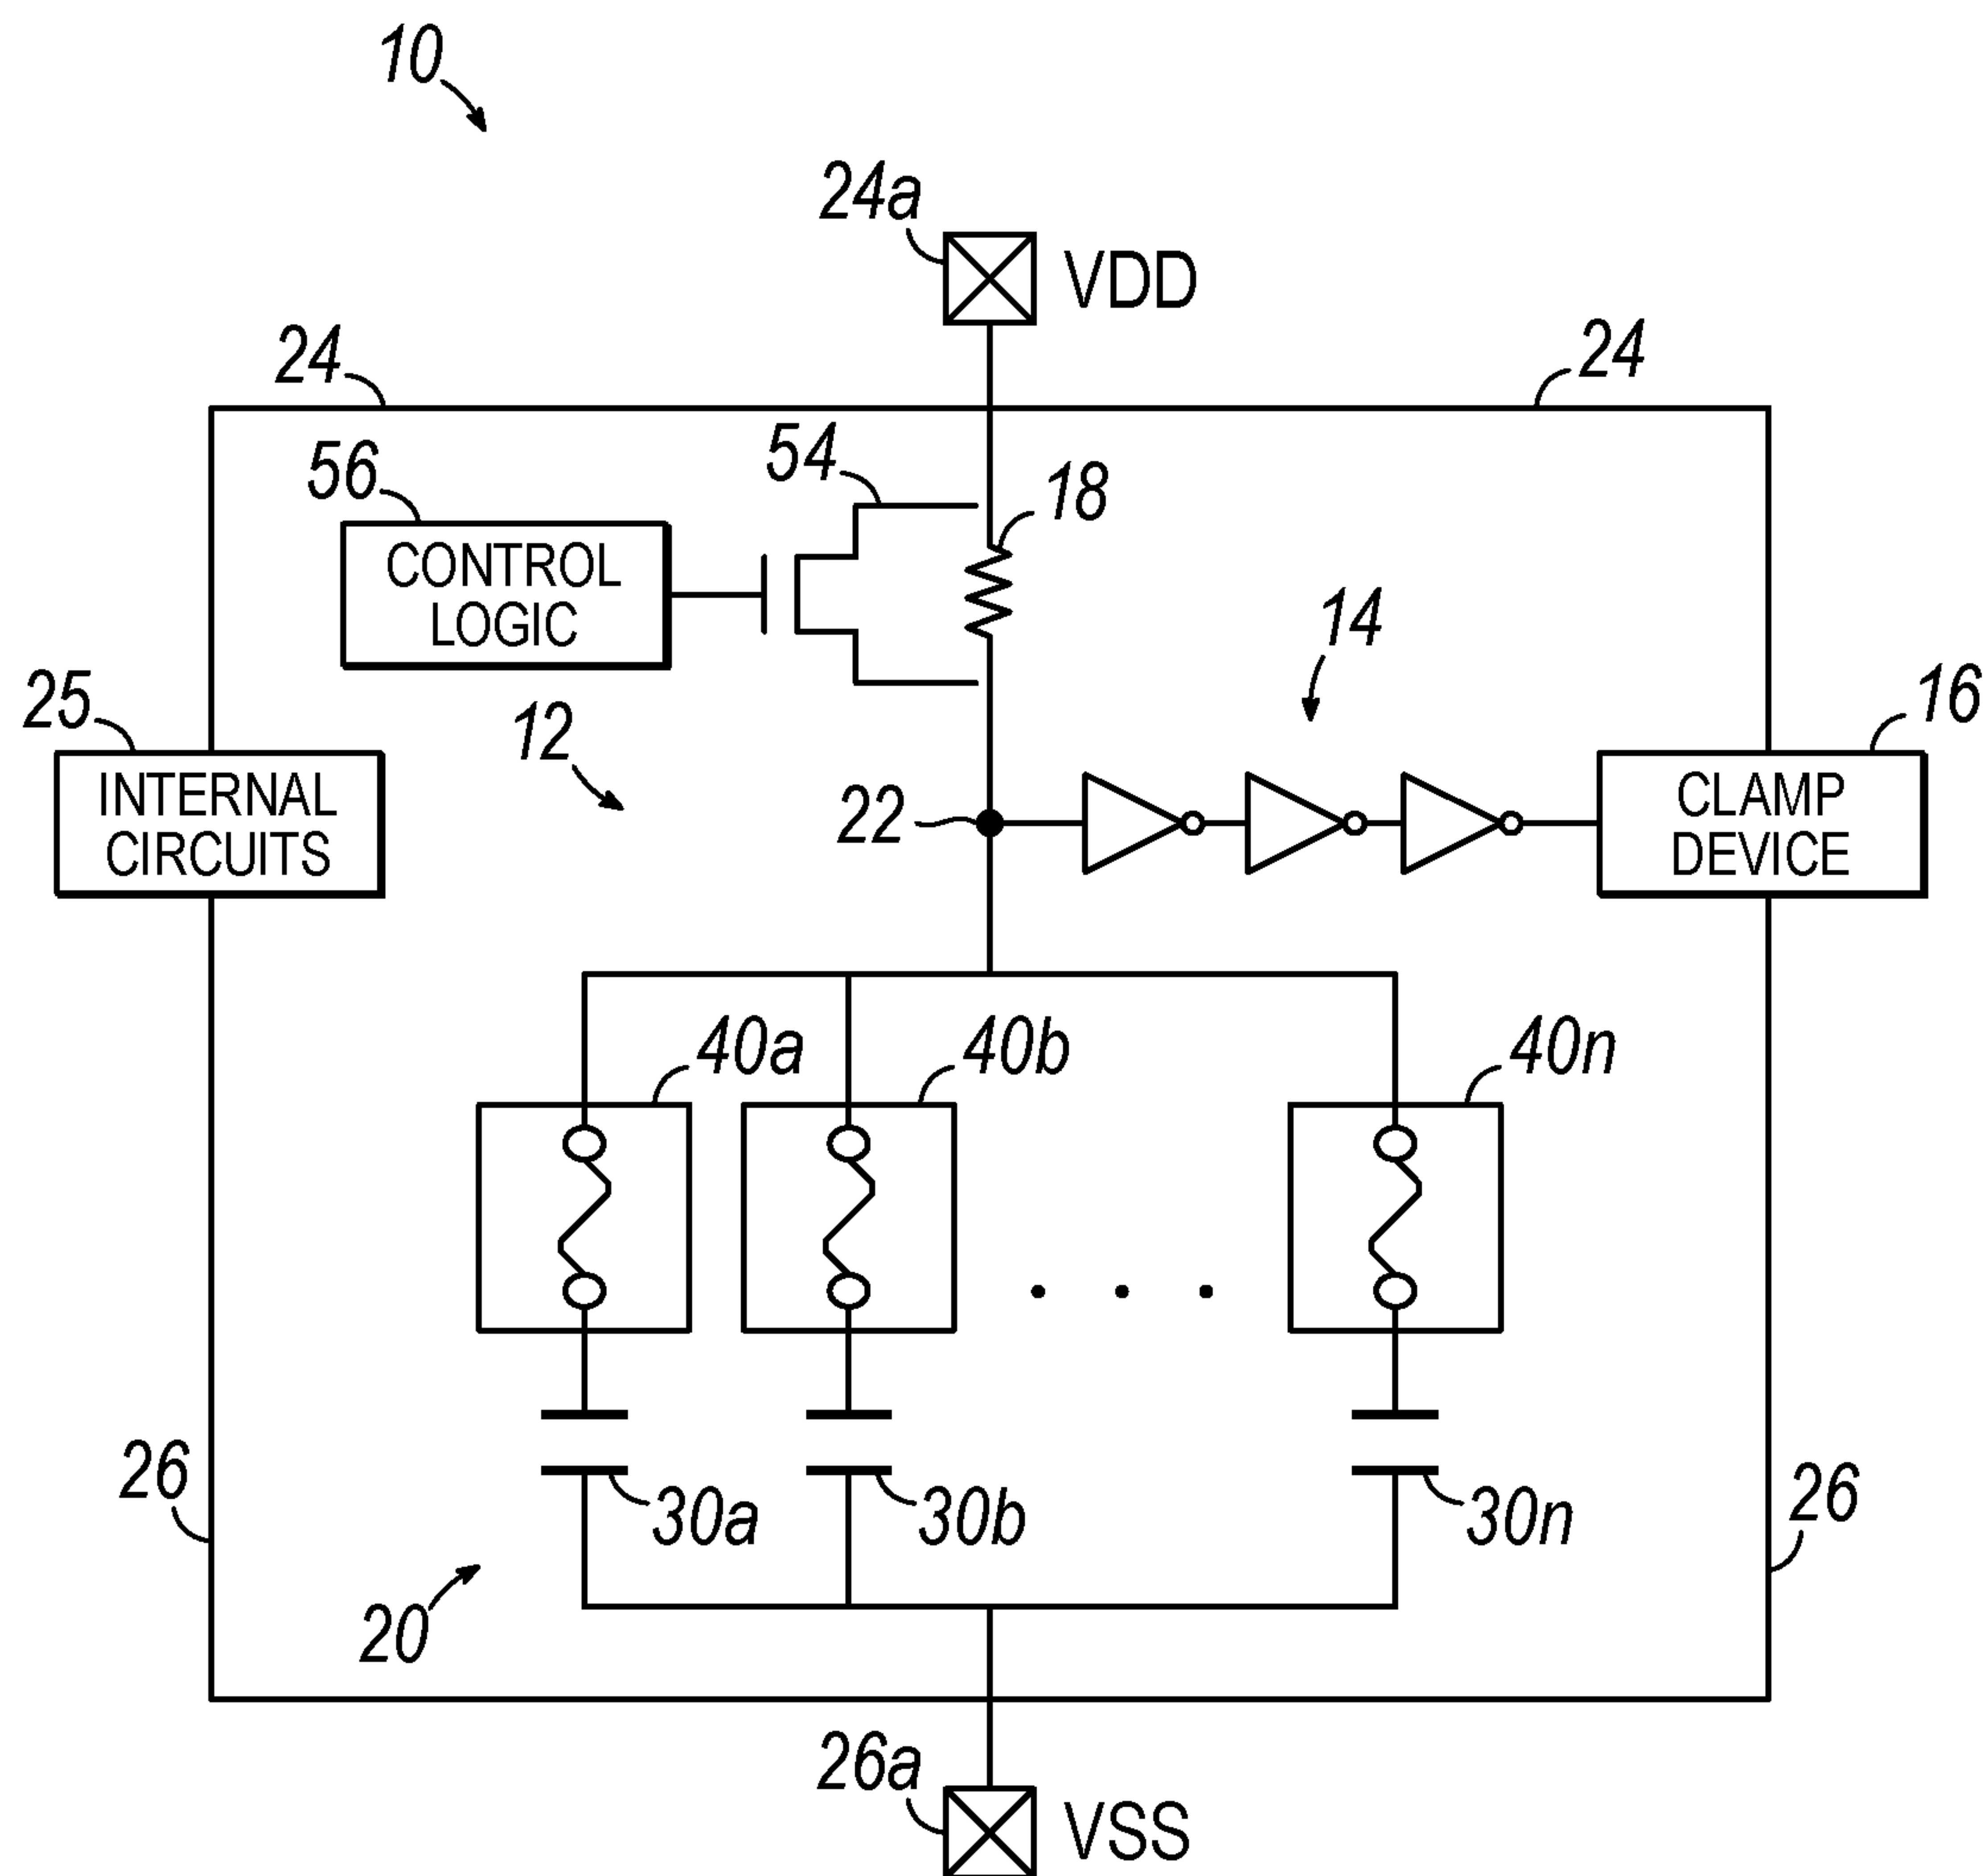 10
24a
VDD
24
24
54
56
18
CONTROL
LOGIC
14
25
12
16
INTERNAL
CIRCUITS
22
CLAMP
DEVICE
40a
40b
40n
26
30a
30b
30n
26
20
26a
VSS